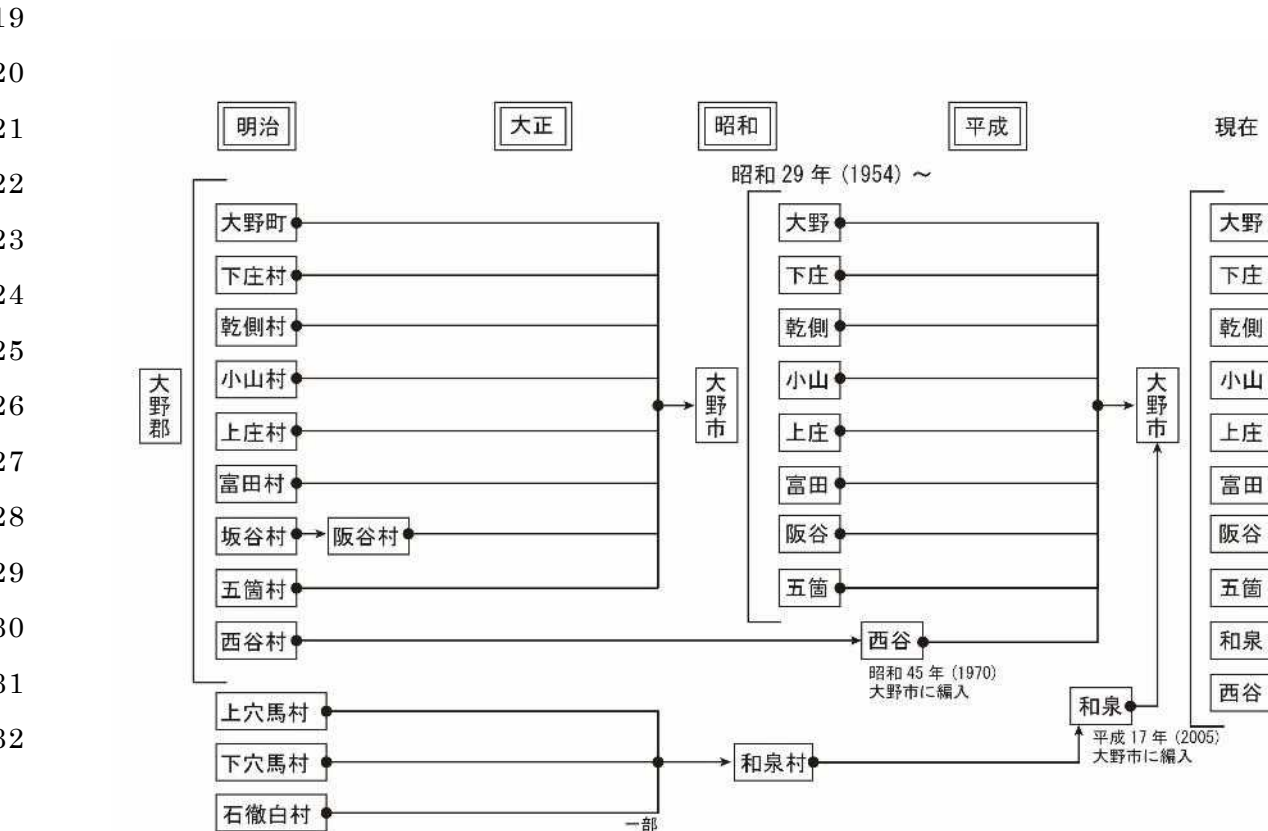 19
20
21
22
23
24
25
26
27
28
29
30
31
32
明治
大正
昭和
平成
現在
昭和 29 年 (1954) ~
大野郡
大野町
下庄村
乾側村
小山村
上庄村
富田村
坂谷村
阪谷村
五箇村
西谷村
上穴馬村
下穴馬村
石徹白村
一部
大野市
大野
下庄
乾側
小山
上庄
富田
阪谷
五箇
西谷
昭和 45 年 (1970)
大野市に編入
和泉村
和泉
平成 17 年 (2005)
大野市に編入
大野市
大野
下庄
乾側
小山
上庄
富田
阪谷
五箇
和泉
西谷